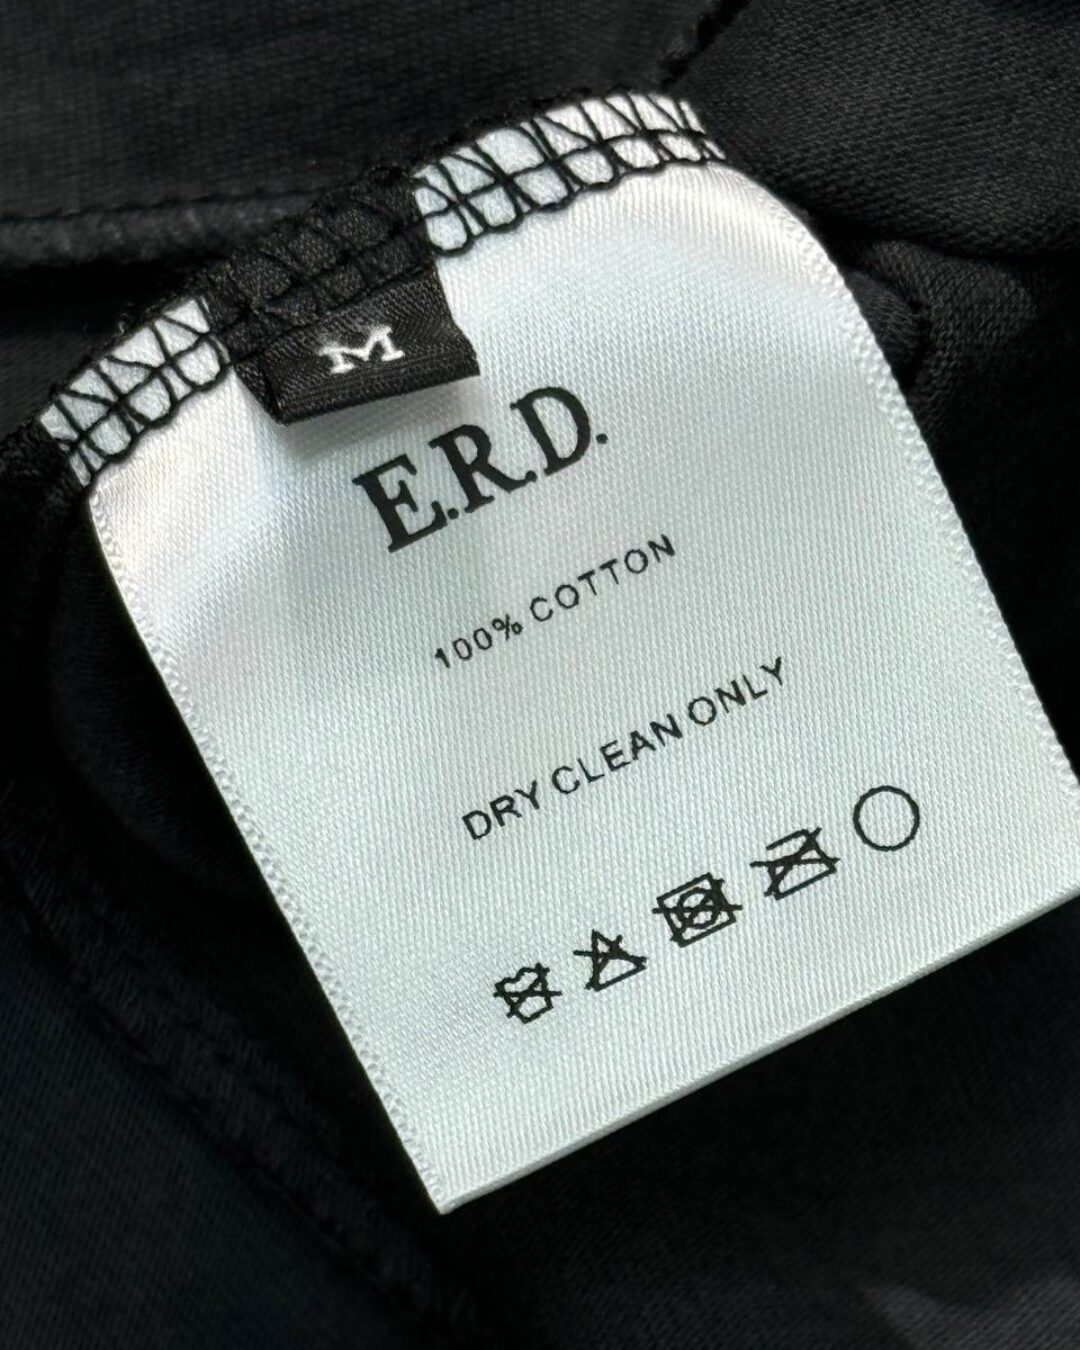 M
E.R.D.
100% COTTON
DRY CLEAN ONLY